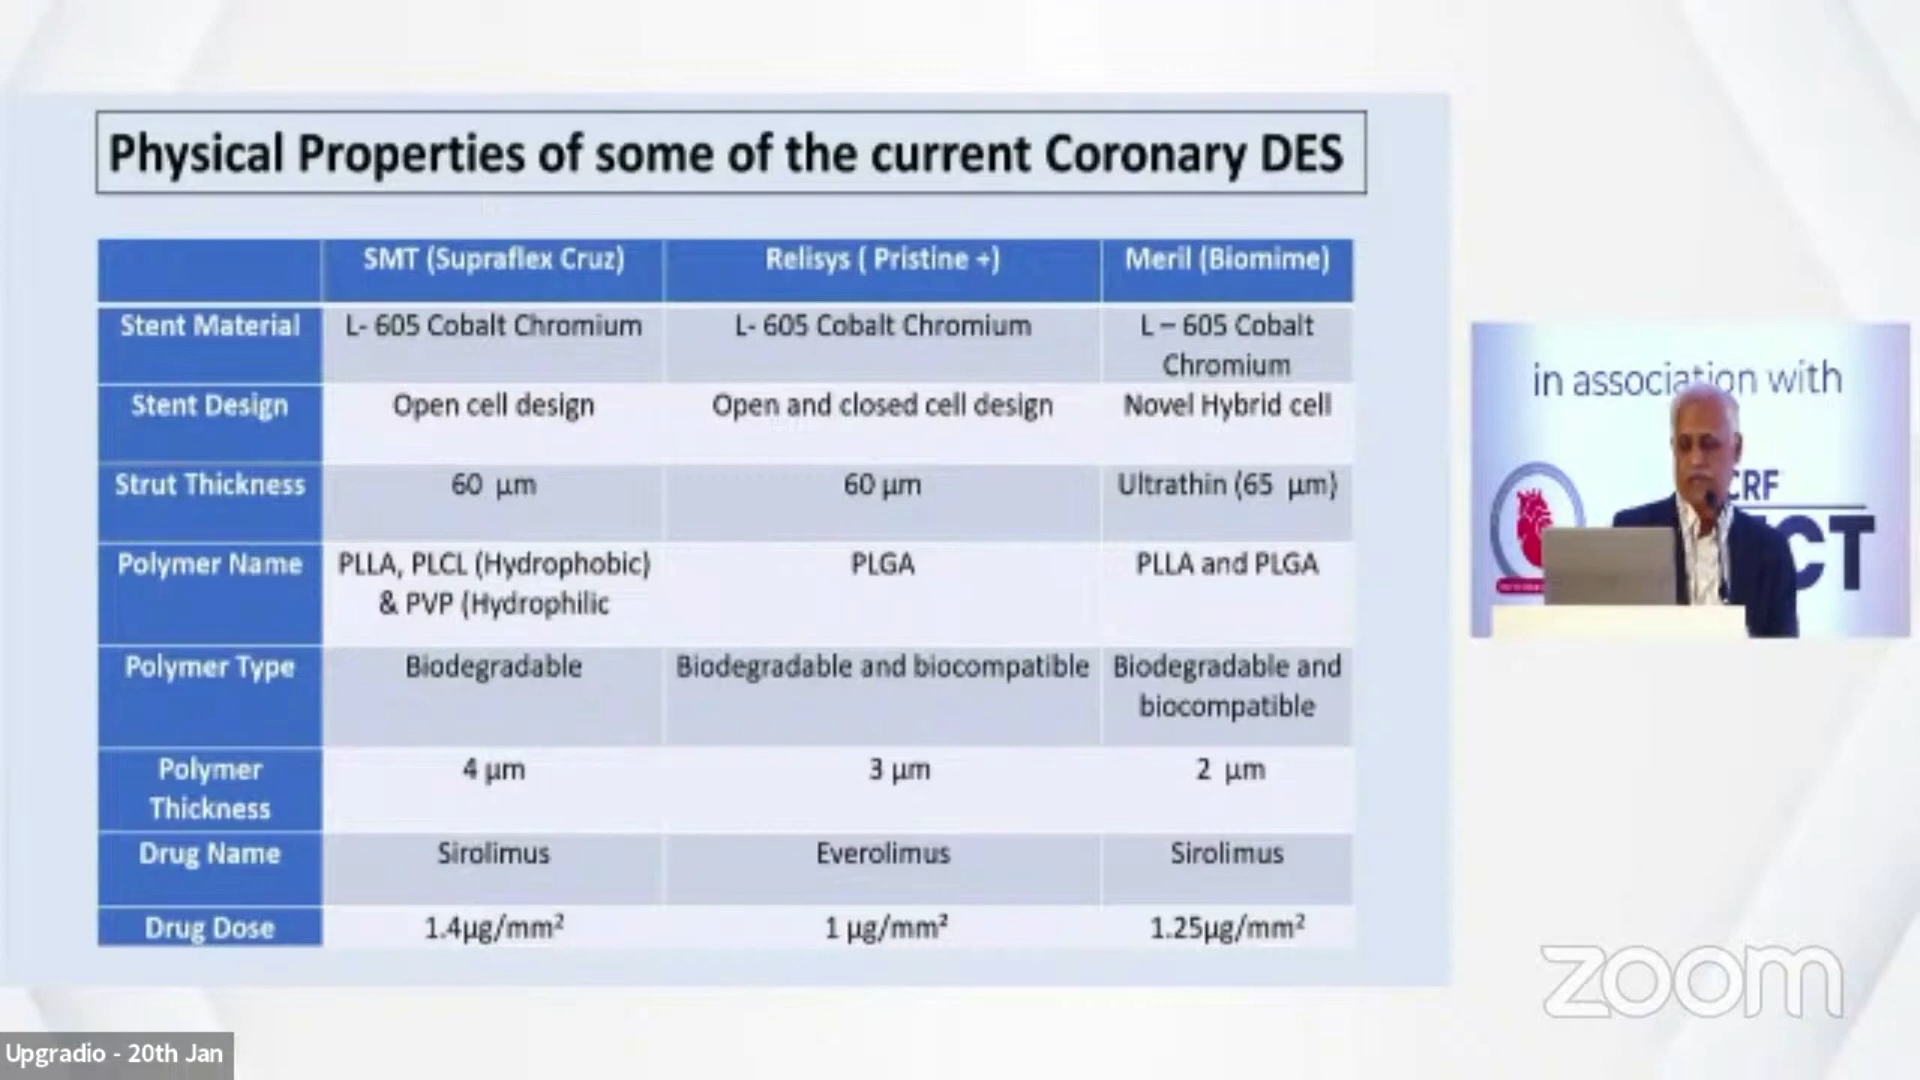 Physical Properties of some of the current Coronary DES
SMT (Supraflex Cruz) Relisys ( Pristine +) Meril (Biomime)
Stent Material L- 605 Cobalt Chromium L- 605 Cobalt Chromium L – 605 Cobalt
Chromium
Stent Design Open cell design Open and closed cell design Novel Hybrid cell
Strut Thickness 60 μm 60 μm Ultrathin (65 μm)
Polymer Name PLLA, PLCL (Hydrophobic) PLGA PLLA and PLGA
& PVP (Hydrophilic
Polymer Type Biodegradable Biodegradable and biocompatible Biodegradable and
biocompatible
Polymer 4 μm 3 μm 2 μm
Thickness
Drug Name Sirolimus Everolimus Sirolimus
Drug Dose 1.4μg/mm² 1 μg/mm² 1.25μg/mm²
in association with
CRF
CT
zoom
Upgradio - 20th Jan